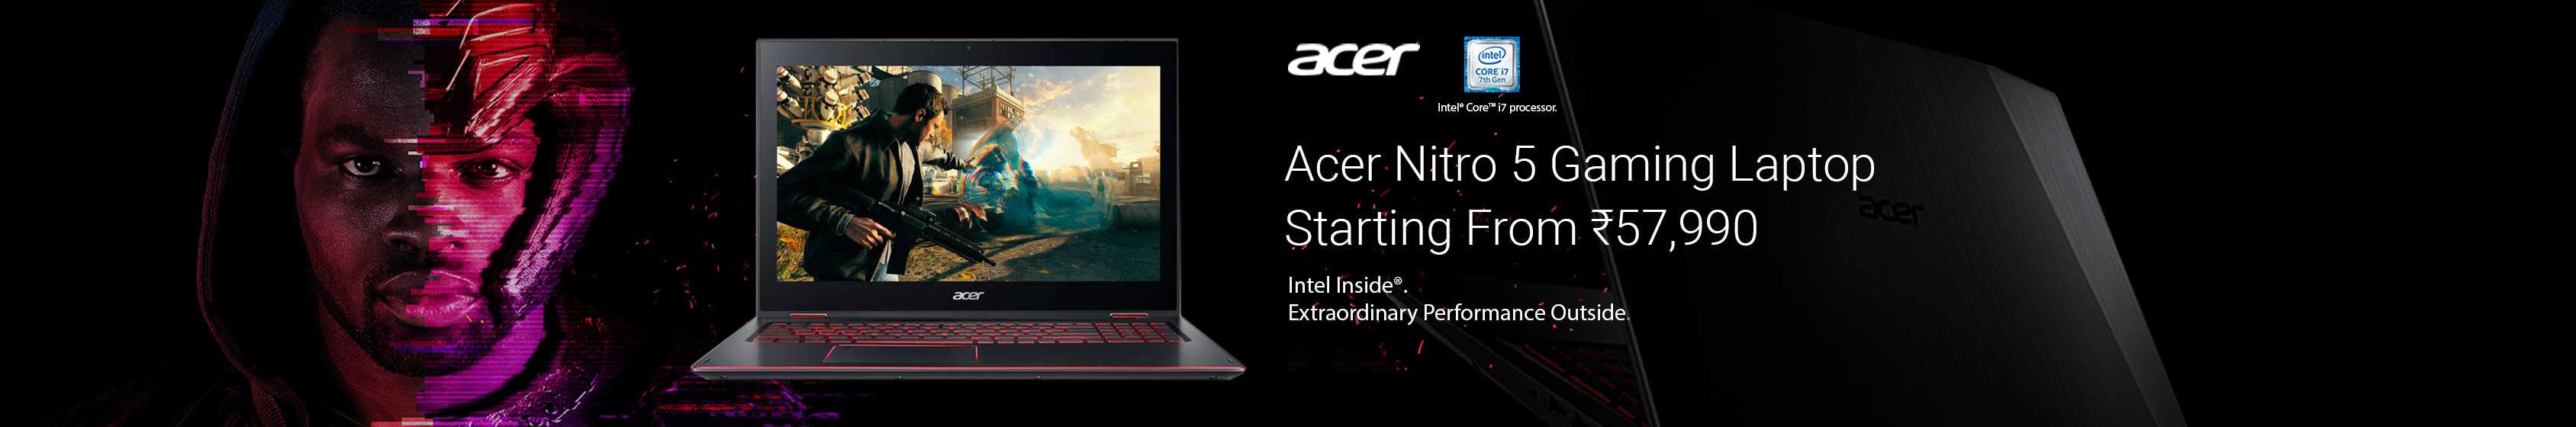 acer
intel
CORE i7
7th Gen
Intel® Core™ i7 processor.
Acer Nitro 5 Gaming Laptop
Starting From ₹57,990
Intel Inside®.
Extraordinary Performance Outside.
acer
acer